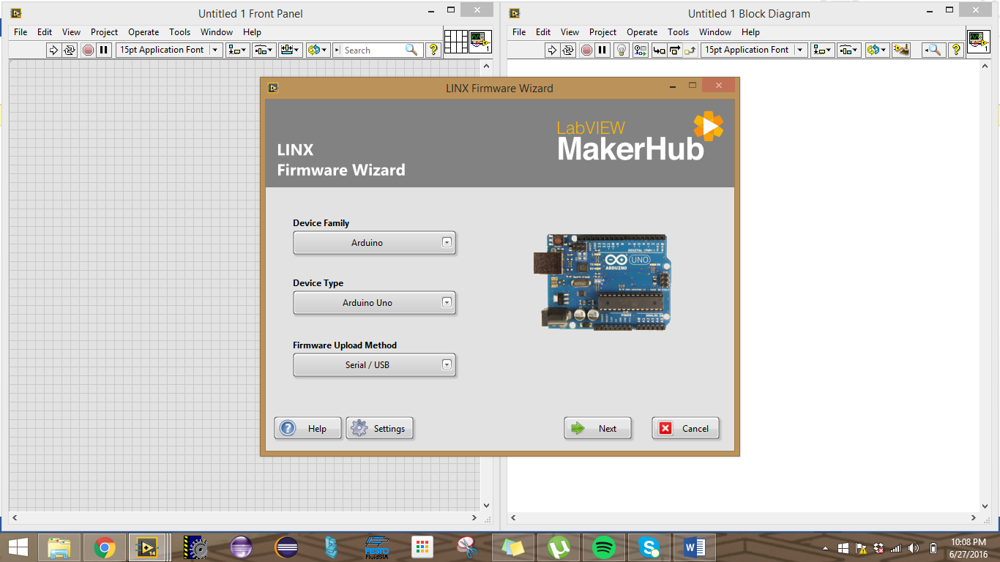 Untitled 1 Front Panel
File Edit View Project Operate Tools Window Help
15pt Application Font
Search
1
Untitled 1 Block Diagram
File Edit View Project Operate Tools Window Help
15pt Application Font
1
LINX Firmware Wizard
LabVIEW
MakerHub
LINX
Firmware Wizard
Device Family
Arduino
Device Type
Arduino Uno
Firmware Upload Method
Serial / USB
UNO
ARDUINO
Help
Settings
Next
Cancel
14
FESTO
FluidSIM
10:08 PM
6/27/2016